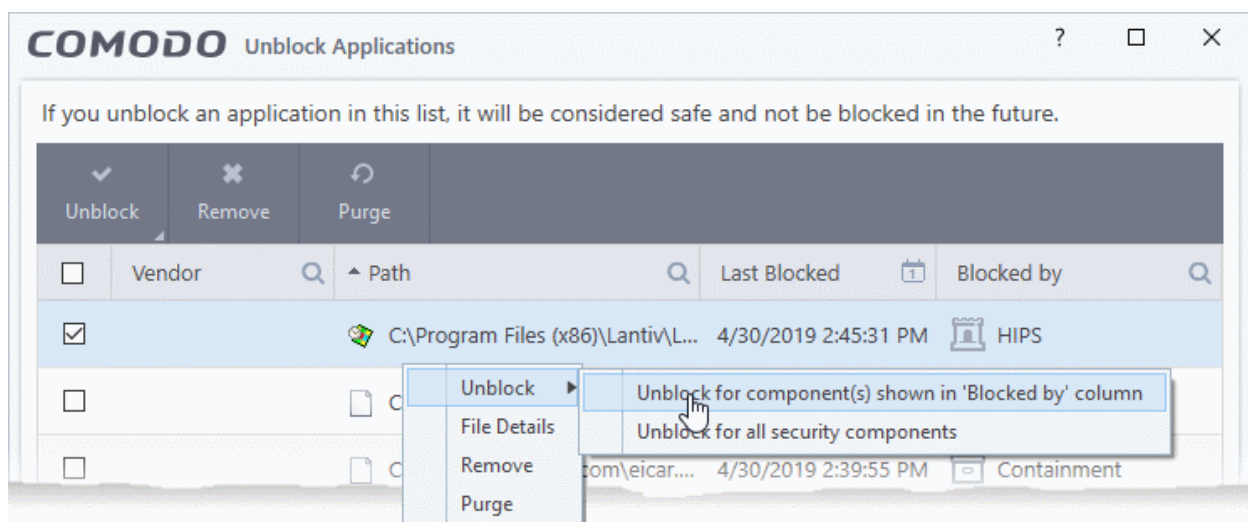 COMODO Unblock Applications ?
If you unblock an application in this list, it will be considered safe and not be blocked in the future.
Unblock Remove Purge
Vendor Path Last Blocked 1 Blocked by
C:\Program Files (x86)\Lantiv\L... 4/30/2019 2:45:31 PM HIPS
C
Unblock
Unblock for component(s) shown in 'Blocked by' column
File Details
Unblock for all security components
C
Remove
com\eicar.... 4/30/2019 2:39:55 PM Containment
Purge